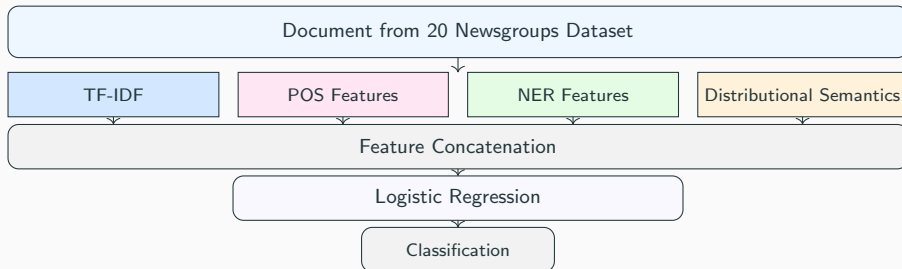 Document from 20 Newsgroups Dataset
TF-IDF
POS Features
NER Features
Distributional Semantics
Feature Concatenation
Logistic Regression
Classification